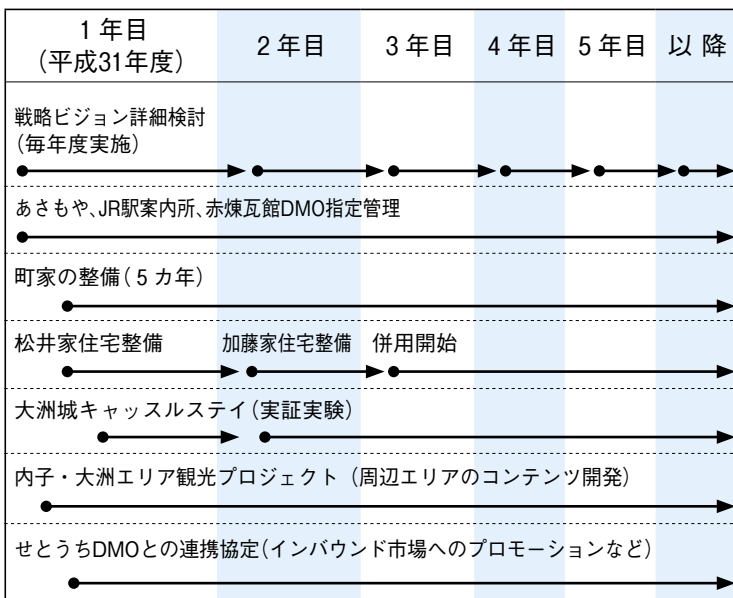 1年目
(平成31年度)
2年目
3年目
4年目
5年目
以降
戦略ビジョン詳細検討
(毎年度実施)
あさもや、JR駅案内所、赤煉瓦館DMO指定管理
町家の整備(5カ年)
松井家住宅整備
加藤家住宅整備
併用開始
大洲城キャッスルステイ(実証実験)
内子・大洲エリア観光プロジェクト(周辺エリアのコンテンツ開発)
せとうちDMOとの連携協定(インバウンド市場へのプロモーションなど)